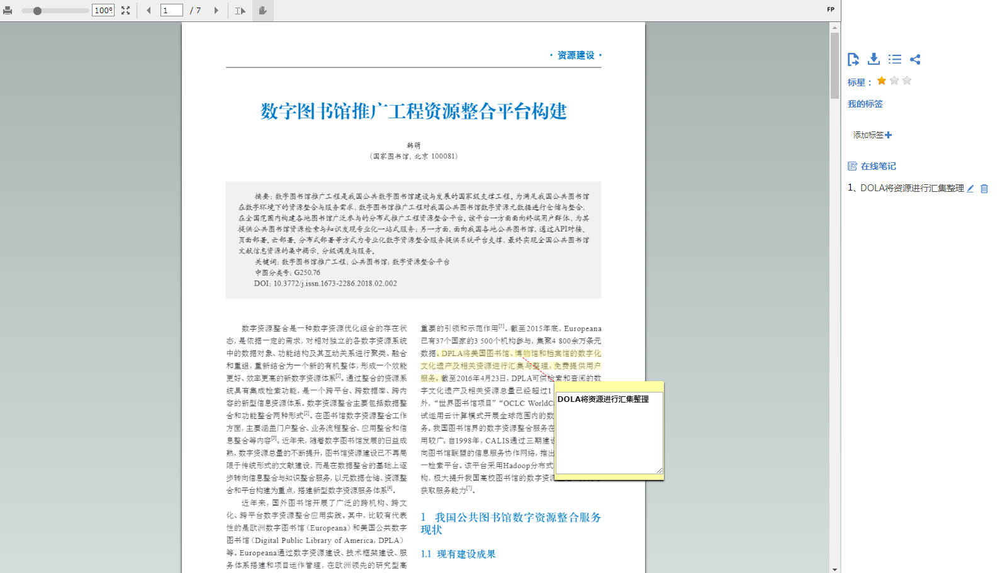 100%
1 / 7
FP
· 资源建设 ·
数字图书馆推广工程资源整合平台构建
韩萌
（国家图书馆，北京 100081）
摘要：数字图书馆推广工程是我国公共数字图书馆建设与发展的国家级支撑工程。为满足我国公共图书馆
在数字环境下的资源整合与服务需求，数字图书馆推广工程对我国公共图书馆数字资源元数据进行仓储与整合，
在全国范围内构建各地图书馆广泛参与的分布式推广工程资源整合平台。该平台一方面面向终端用户群体，为其
提供公共图书馆资源检索与知识发现专业化一站式服务；另一方面，面向我国各地公共图书馆，通过API对接、
页面部署、云部署、分布式部署等方式为专业化数字资源整合服务提供系统平台支撑，最终实现全国公共图书馆
文献信息资源的集中揭示、分级调度与服务。
关键词：数字图书馆推广工程；公共图书馆；数字资源整合平台
中图分类号：G250.76
DOI：10.3772/j.issn.1673-2286.2018.02.002
数字资源整合是一种数字资源优化组合的存在状
态，是依据一定的需求，对相对独立的各数字资源系统
中的数据对象、功能结构及其互动关系进行聚类、融合
和重组，重新结合为一个新的有机整体，形成一个效能
更好、效率更高的新数字资源体系[1]。通过整合的资源系
统具有集成检索功能，是一个跨平台、跨数据库、跨内
容的新型信息资源体系。数字资源整合主要包括数据整
合和功能整合两种形式[2]。在图书馆数字资源整合工作
方面，主要涵盖门户整合、业务流程整合、应用整合和信
息整合等内容[3]。近年来，随着数字图书馆发展的日益成
熟，数字资源总量的不断提升，图书馆资源建设已不再局
限于传统形式的文献建设，而是在数据整合的基础上逐
步转向信息整合与知识整合服务，以元数据仓储、资源整
合和平台构建为重点，搭建新型数字资源服务体系[4]。
近年来，国外图书馆开展了广泛的跨机构、跨文
化、跨平台数字资源整合应用实践。其中，比较有代表
性的是欧洲数字图书馆（Europeana）和美国公共数字
图书馆（Digital Public Library of America，DPLA）
等。Europeana通过数字资源建设、技术框架建设、服
务体系搭建和项目运作管理，在欧洲领先的研究型高
重要的引领和示范作用[5]。截至2015年底，Europeana
已有37个国家的3 500个机构参与，集聚4 800余万条元
数据。DPLA将美国图书馆、博物馆和档案馆的数字化
文化遗产及相关资源进行汇集与整理，免费提供用户
服务。截至2016年4月23日，DPLA可供检索和查阅的数
字文化遗产及相关资源总量已经超过1
外，“世界图书馆项目”“OCLC WorldCa
试运用云计算模式开展全球范围内的数
务。我国图书馆界的数字资源整合服务在
用较广。自1998年，CALIS通过三期建设
向图书馆联盟的信息服务协作网络，推出
一检索平台。该平台采用Hadoop分布式
构，极大提升我国高校图书馆的数字资
获取服务能力[7]。
1 我国公共图书馆数字资源整合服务
现状
1.1 现有建设成果
DOLA将资源进行汇集整理
标星：
我的标签
添加标签
在线笔记
1、DOLA将资源进行汇集整理